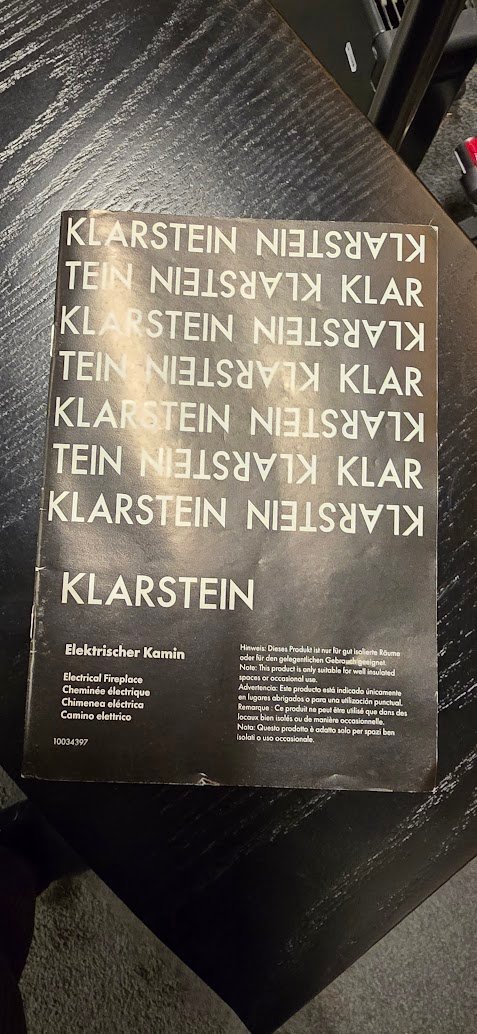 KLARSTEIN KLARSTEIN
TEIN KLARSTEIN KLAR
KLARSTEIN KLARSTEIN
TEIN KLARSTEIN KLAR
KLARSTEIN KLARSTEIN
TEIN KLARSTEIN KLAR
KLARSTEIN KLARSTEIN
KLARSTEIN
Elektrischer Kamin
Electrical Fireplace
Cheminée électrique
Chimenea eléctrica
Camino elettrico
10034397
Hinweis: Dieses Produkt ist nur für gut isolierte Räume
oder für den gelegentlichen Gebrauch geeignet.
Note: This product is only suitable for well insulated
spaces or occasional use.
Advertencia: Este producto está indicado únicamente
en lugares abrigados o para una utilización punctual.
Remarque : Ce produit ne peut être utilisé que dans des
locaux bien isolés ou de manière occasionnelle.
Nota: Questo prodotto è adatto solo per spazi ben
isolati o uso occasionale.